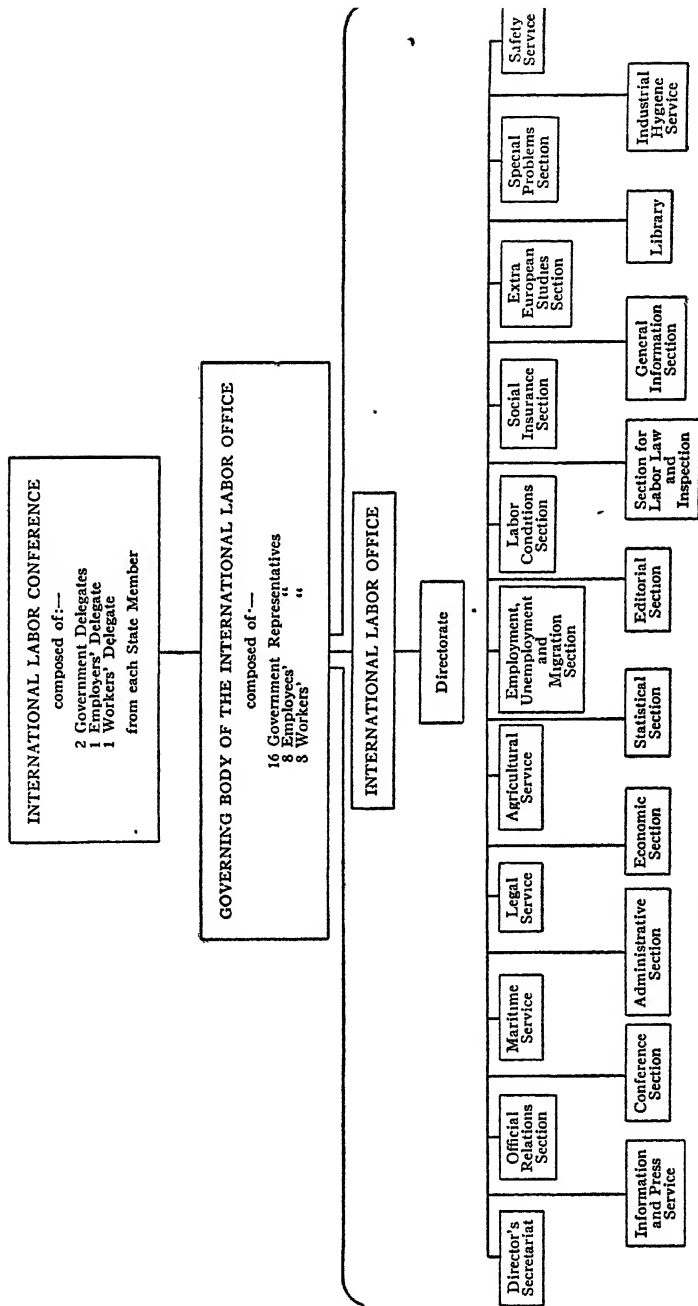 INTERNATIONAL LABOR CONFERENCE
composed of:—
2 Government Delegates
1 Employers' Delegate
1 Workers' Delegate
from each State Member
GOVERNING BODY OF THE INTERNATIONAL LABOR OFFICE
composed of·—
16 Government Representatives
8 Employees' “
8 Workers' “
INTERNATIONAL LABOR OFFICE
Directorate
Director's
Secretariat
Official
Relations
Section
Maritime
Service
Legal
Service
Agricultural
Service
Employment,
Unemployment
and
Migration
Section
Labor
Conditions
Section
Social
Insurance
Section
Extra
European
Studies
Section
Special
Problems
Section
Safety
Service
Information
and Press
Service
Conference
Section
Administrative
Section
Economic
Section
Statistical
Section
Editorial
Section
Section for
Labor Law
and
Inspection
General
Information
Section
Library
Industrial
Hygiene
Service